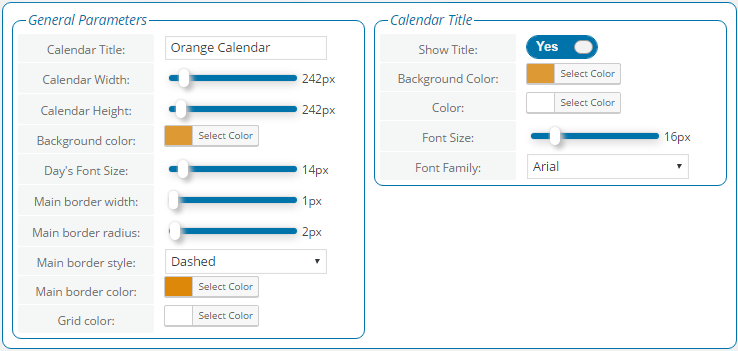 General Parameters
Calendar Title: Orange Calendar
Calendar Width: 242px
Calendar Height: 242px
Background color: Select Color
Day's Font Size: 14px
Main border width: 1px
Main border radius: 2px
Main border style: Dashed
Main border color: Select Color
Grid color: Select Color
Calendar Title
Show Title: Yes
Background Color: Select Color
Color: Select Color
Font Size: 16px
Font Family: Arial